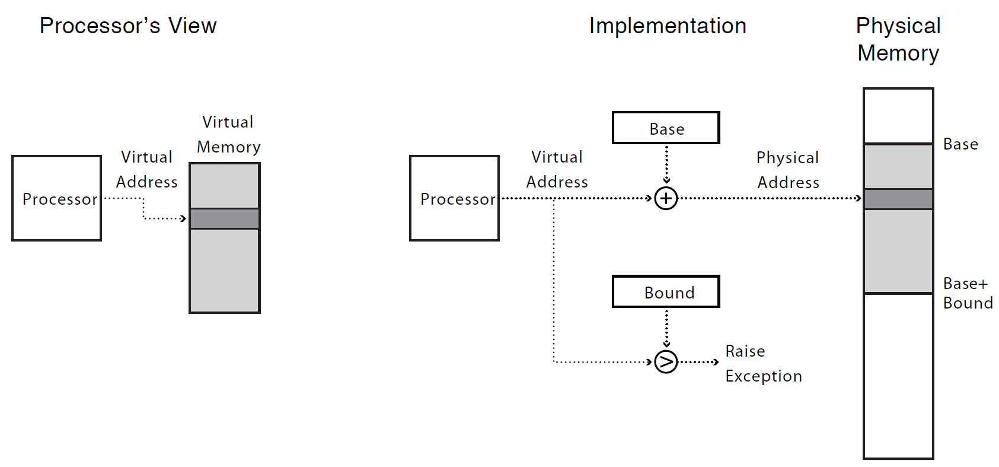 Processor’s View
Implementation
Physical
Memory
Virtual
Memory
Virtual
Address
Processor
Base
Virtual
Address
Processor
+
Physical
Address
Bound
>
Raise
Exception
Base
Base+
Bound